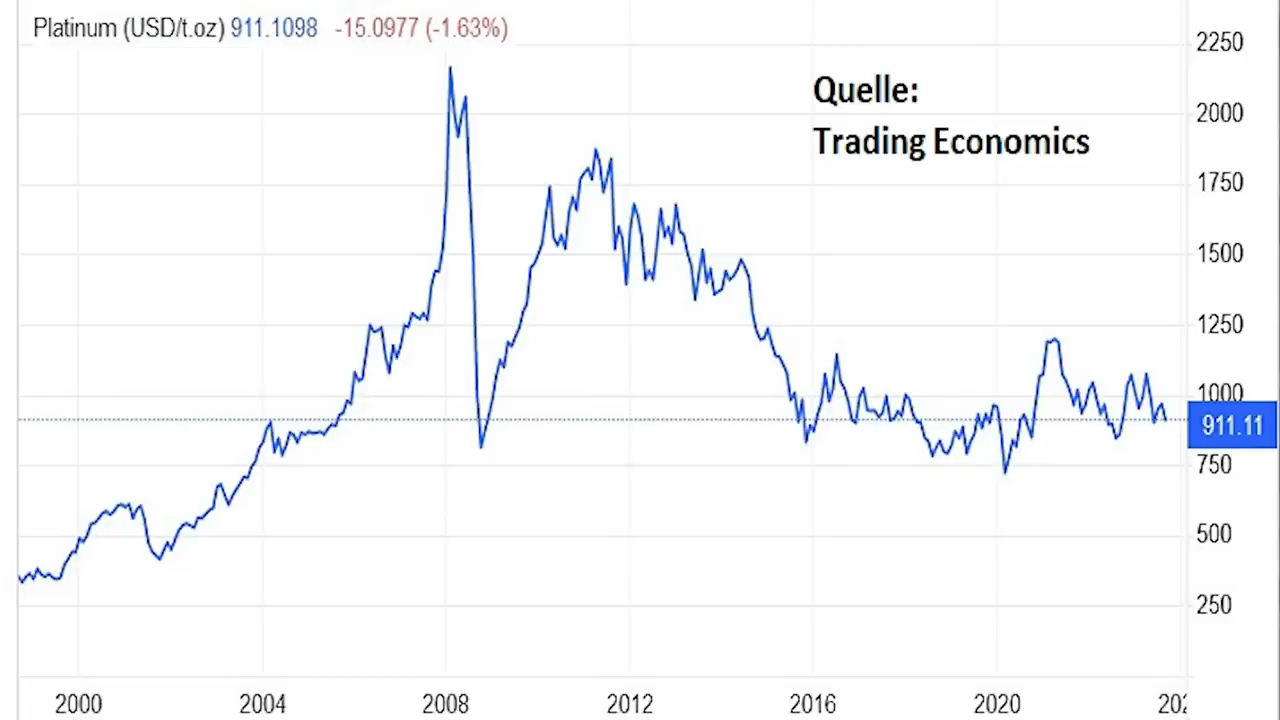 Platinum (USD/t.oz) 911.1098 -15.0977 (-1.63%)
Quelle:
Trading Economics
2250
2000
1750
1500
1250
1000
911.11
750
500
250
2000 2004 2008 2012 2016 2020 202